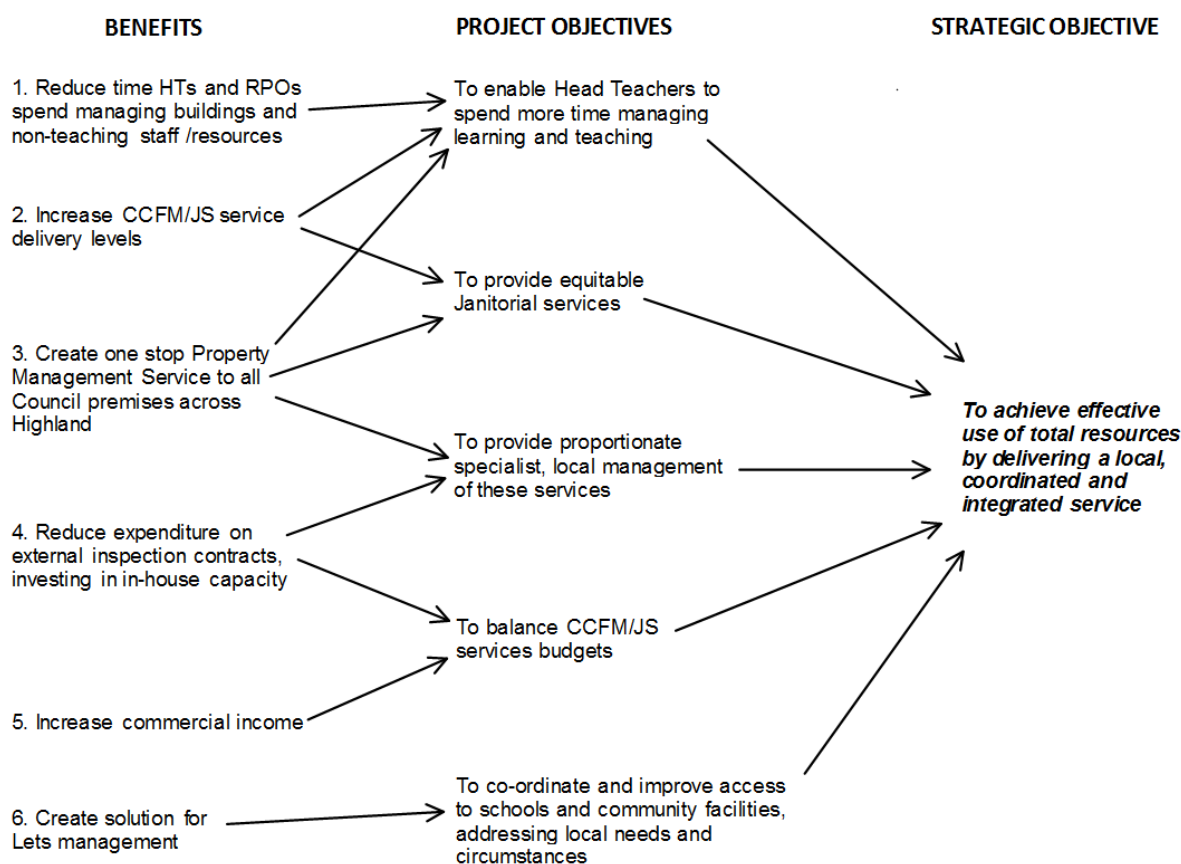 BENEFITS
PROJECT OBJECTIVES
STRATEGIC OBJECTIVE
1. Reduce time HTs and RPOs
spend managing buildings and
non-teaching staff /resources
2. Increase CCFM/JS service
delivery levels
3. Create one stop Property
Management Service to all
Council premises across
Highland
4. Reduce expenditure on
external inspection contracts,
investing in in-house capacity
5. Increase commercial income
6. Create solution for
Lets management
To enable Head Teachers to
spend more time managing
learning and teaching
To provide equitable
Janitorial services
To provide proportionate
specialist, local management
of these services
To balance CCFM/JS
services budgets
To co-ordinate and improve access
to schools and community facilities,
addressing local needs and
circumstances
To achieve effective
use of total resources
by delivering a local,
coordinated and
integrated service